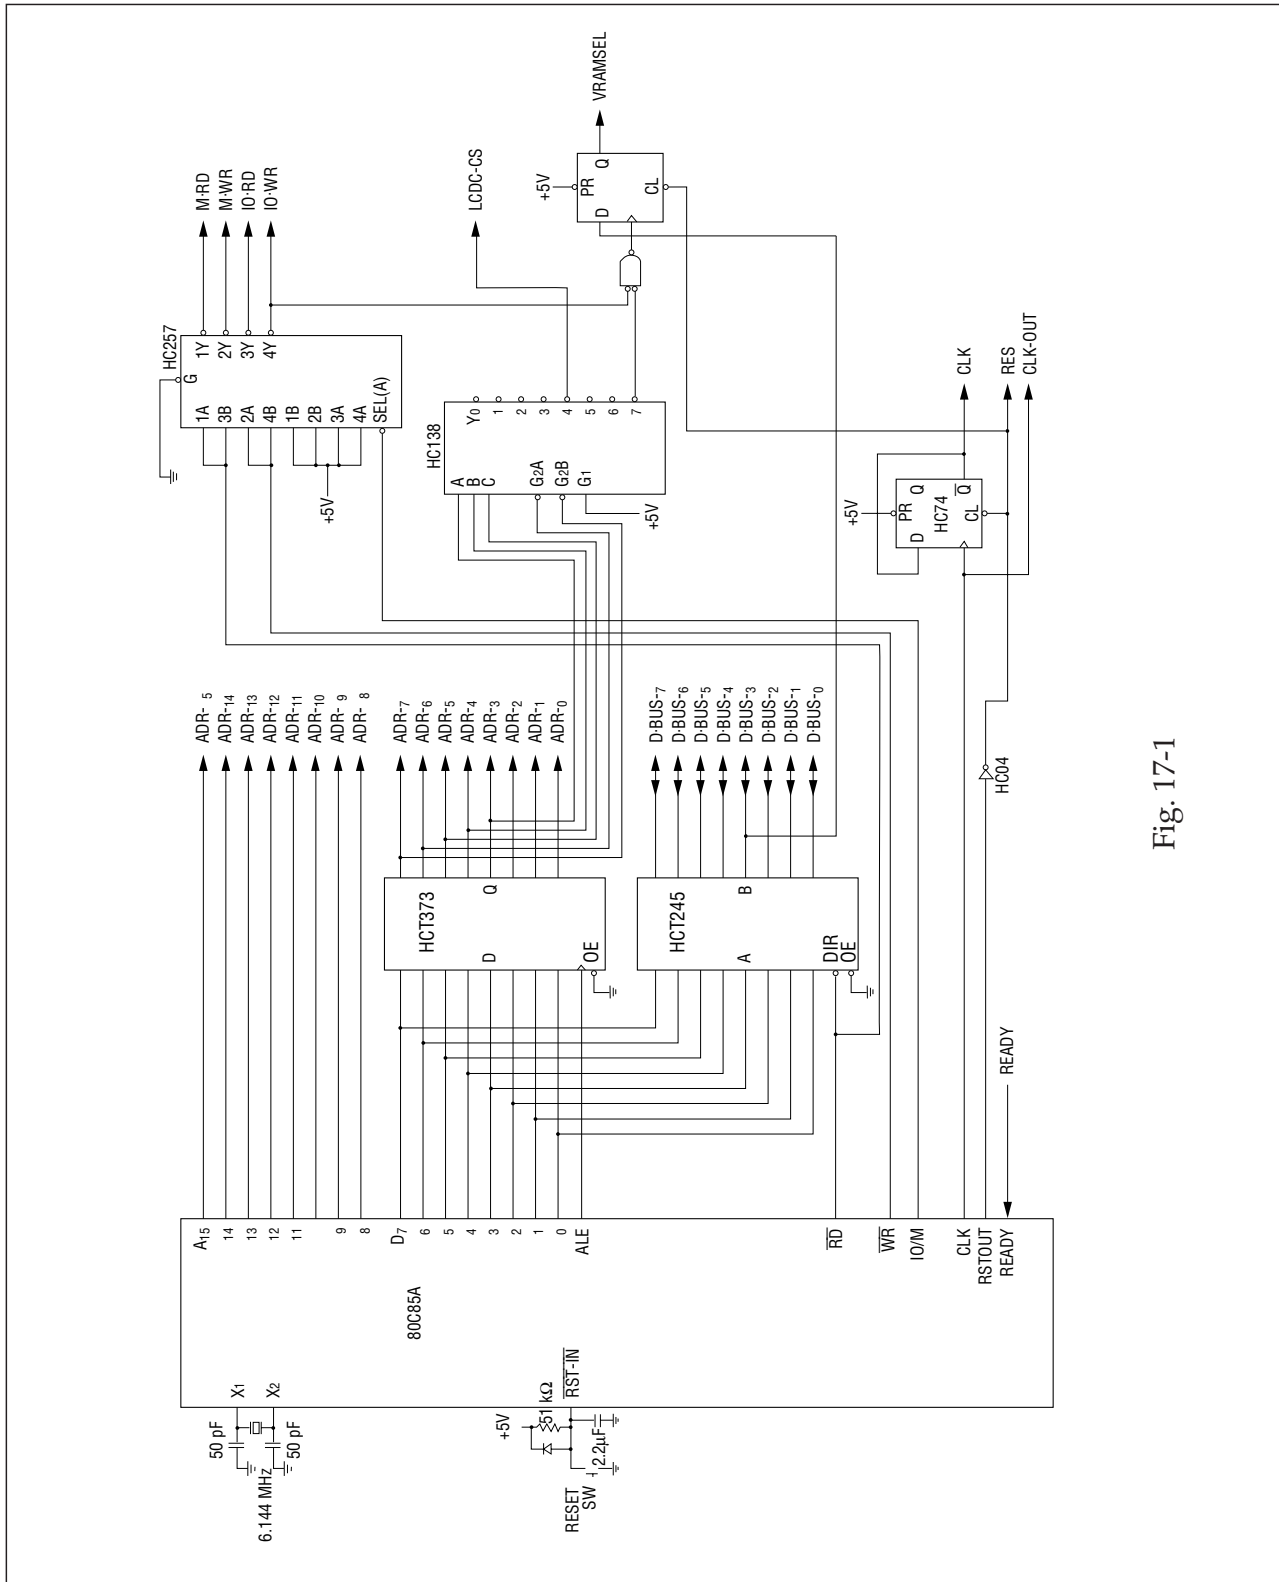 HC257
G
1A
3B
2A
4B
1B
2B
3A
4A
SEL(A)
1Y
2Y
3Y
4Y
M·RD
M·WR
IO·RD
IO·WR
+5V
HC138
A
B
C
G2A
G2B
G1
+5V
Y0
1
2
3
4
5
6
7
LCDC-CS
+5V
PR
D
Q
CL
VRAMSEL
ADR- 5
ADR-14
ADR-13
ADR-12
ADR-11
ADR-10
ADR- 9
ADR- 8
ADR-7
ADR-6
ADR-5
ADR-4
ADR-3
ADR-2
ADR-1
ADR-0
D·BUS-7
D·BUS-6
D·BUS-5
D·BUS-4
D·BUS-3
D·BUS-2
D·BUS-1
D·BUS-0
HCT373
D
Q
OE
HCT245
A
B
DIR
OE
+5V
PR
Q
D
HC74
Q
CL
CLK
RES
CLK-OUT
HC04
READY
80C85A
A15
14
13
12
11
9
8
D7
6
5
4
3
2
1
0
ALE
RD
WR
IO/M
CLK
RSTOUT
READY
X1
X2
RST-IN
50 pF
50 pF
6.144 MHz
+5V
51 kΩ
2.2µF
RESET
SW
Fig. 17-1